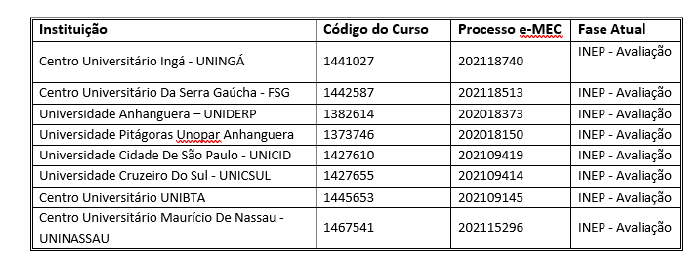 Instituição Código do Curso Processo e-MEC Fase Atual
Centro Universitário Ingá - UNINGÁ 1441027 202118740 INEP - Avaliação
Centro Universitário Da Serra Gaúcha - FSG 1442587 202118513 INEP - Avaliação
Universidade Anhanguera – UNIDERP 1382614 202018373 INEP - Avaliação
Universidade Pitágoras Unopar Anhanguera 1373746 202018150 INEP - Avaliação
Universidade Cidade De São Paulo - UNICID 1427610 202109419 INEP - Avaliação
Universidade Cruzeiro Do Sul - UNICSUL 1427655 202109414 INEP - Avaliação
Centro Universitário UNIBTA 1445653 202109145 INEP - Avaliação
Centro Universitário Maurício De Nassau -
UNINASSAU 1467541 202115296 INEP - Avaliação